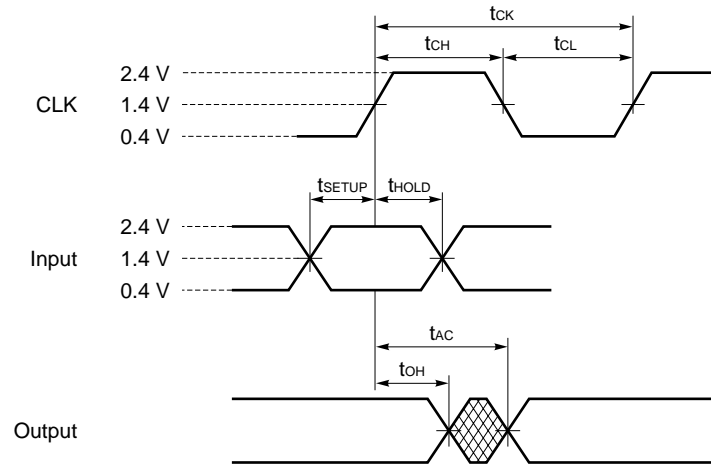 tCK
tCH tCL
2.4 V
CLK 1.4 V
0.4 V
tSETUP tHOLD
2.4 V
Input 1.4 V
0.4 V
tAC
tOH
Output